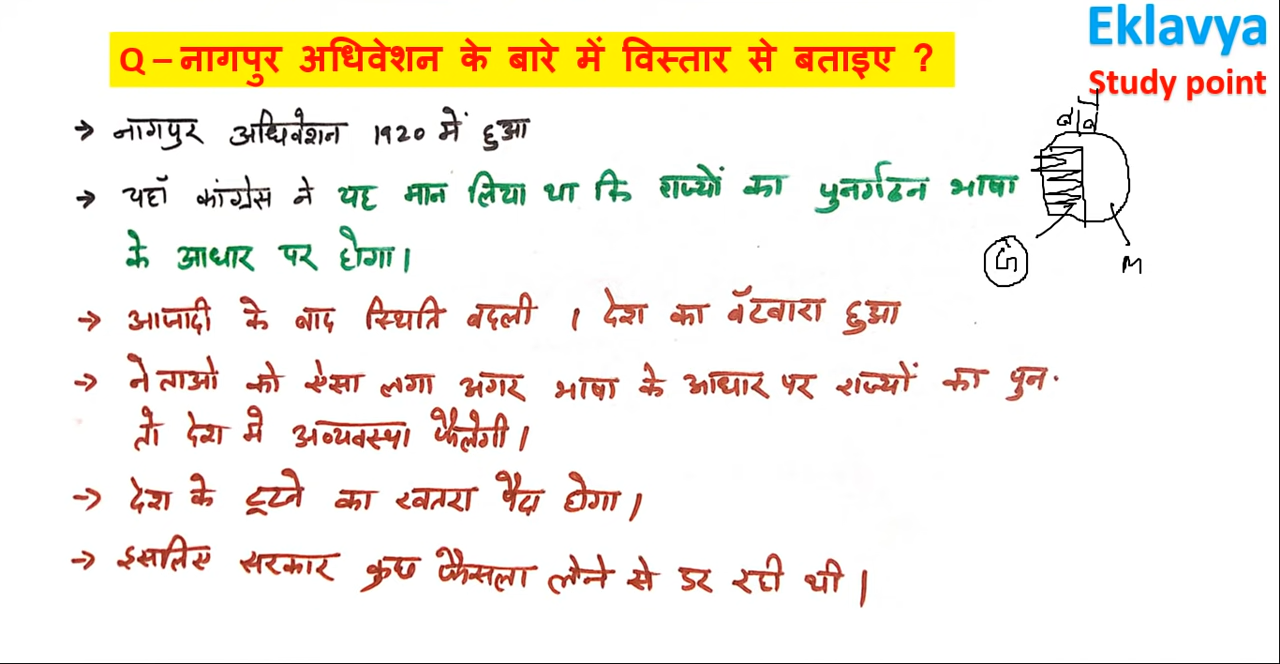 Eklavya
Study point
Q – नागपुर अधिवेशन के बारे में विस्तार से बताइए ?
→ नागपुर अधिवेशन 1920 में हुआ
→ यहाँ कांग्रेस ने यह मान लिया था कि राज्यों का पुनर्गठन भाषा
के आधार पर होगा।
G M
→ आजादी के बाद स्थिति बदली । देश का बँटवारा हुआ
→ नेताओ को ऐसा लगा अगर भाषा के आधार पर राज्यों का पुन.
तो देश मे अव्यवस्था फैलेगी।
→ देश के टूटने का खतरा पैदा होगा।
→ इसलिए सरकार कुछ फैसला लेने से डर रही थी।